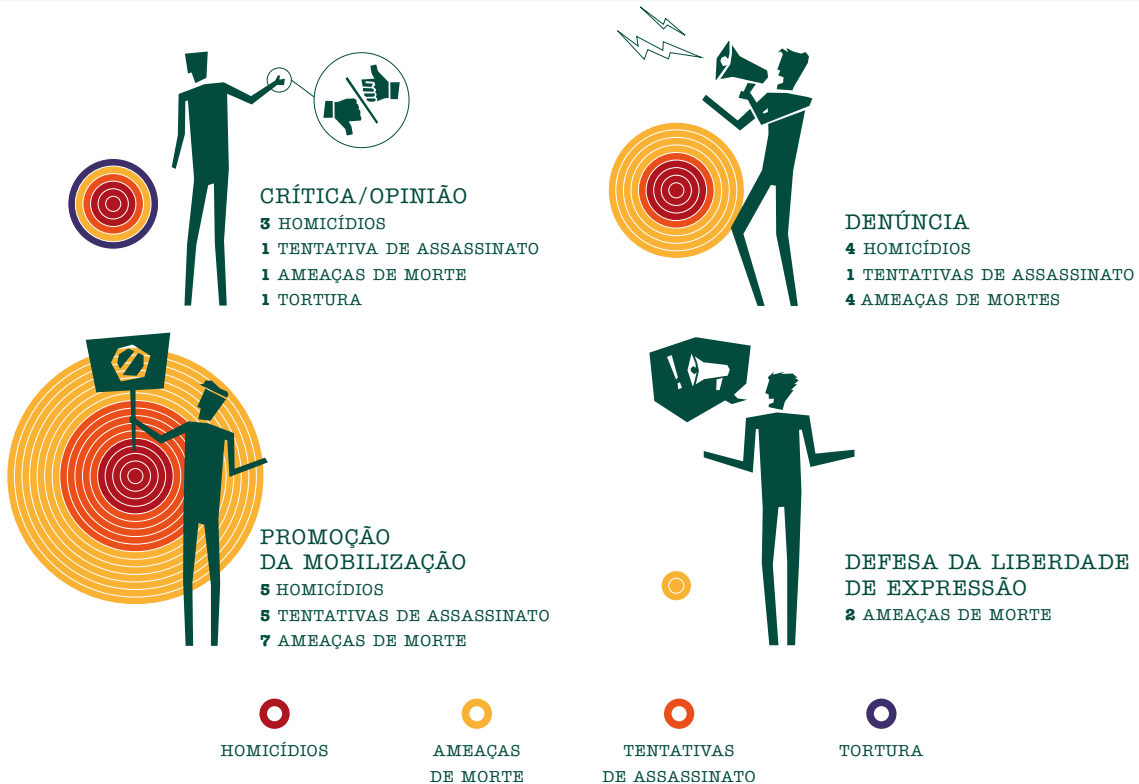 CRÍTICA/OPINIÃO
3 HOMICÍDIOS
1 TENTATIVA DE ASSASSINATO
1 AMEAÇAS DE MORTE
1 TORTURA
DENÚNCIA
4 HOMICÍDIOS
1 TENTATIVAS DE ASSASSINATO
4 AMEAÇAS DE MORTES
PROMOÇÃO
DA MOBILIZAÇÃO
5 HOMICÍDIOS
5 TENTATIVAS DE ASSASSINATO
7 AMEAÇAS DE MORTE
DEFESA DA LIBERDADE
DE EXPRESSÃO
2 AMEAÇAS DE MORTE
HOMICÍDIOS
AMEAÇAS
DE MORTE
TENTATIVAS
DE ASSASSINATO
TORTURA